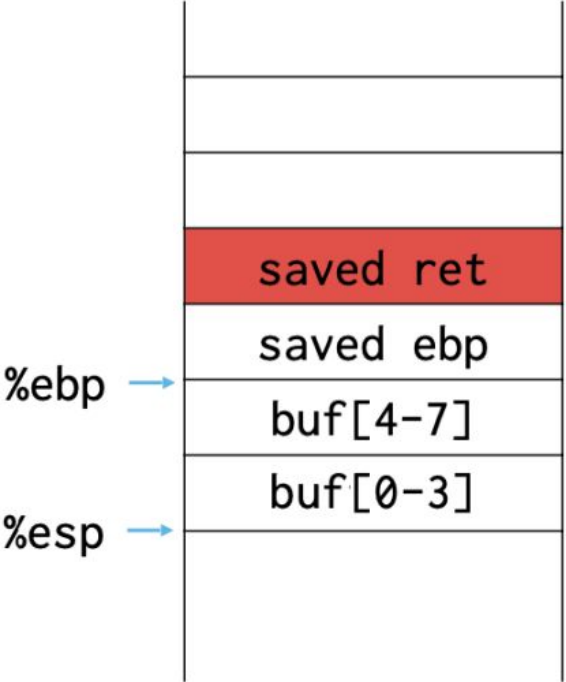 saved ret
saved ebp
%ebp
buf[4-7]
buf[0-3]
%esp